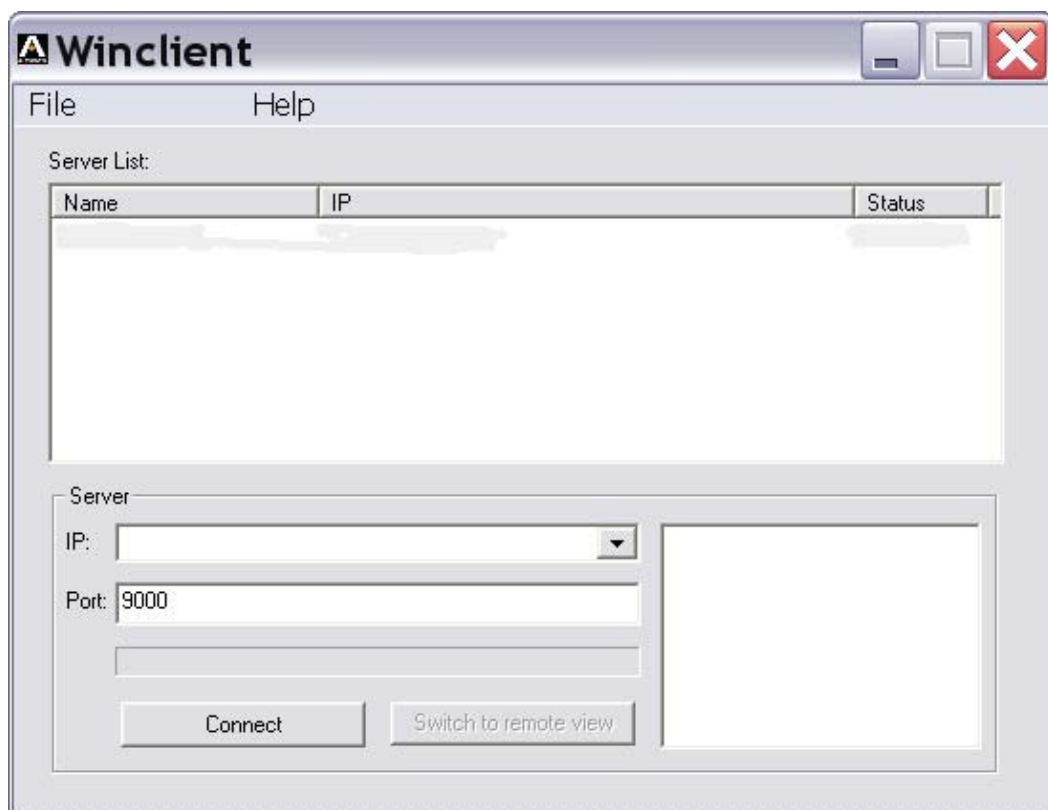 Winclient
File Help
Server List:
Name IP Status
Server
IP:
Port: 9000
Connect Switch to remote view